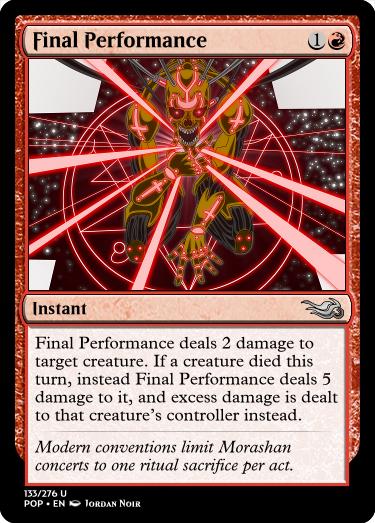 Final Performance 1
Instant
Final Performance deals 2 damage to
target creature. If a creature died this
turn, instead Final Performance deals 5
damage to it, and excess damage is dealt
to that creature's controller instead.
Modern conventions limit Morashan
concerts to one ritual sacrifice per act.
133/276 U
POP • EN Jordan Noir